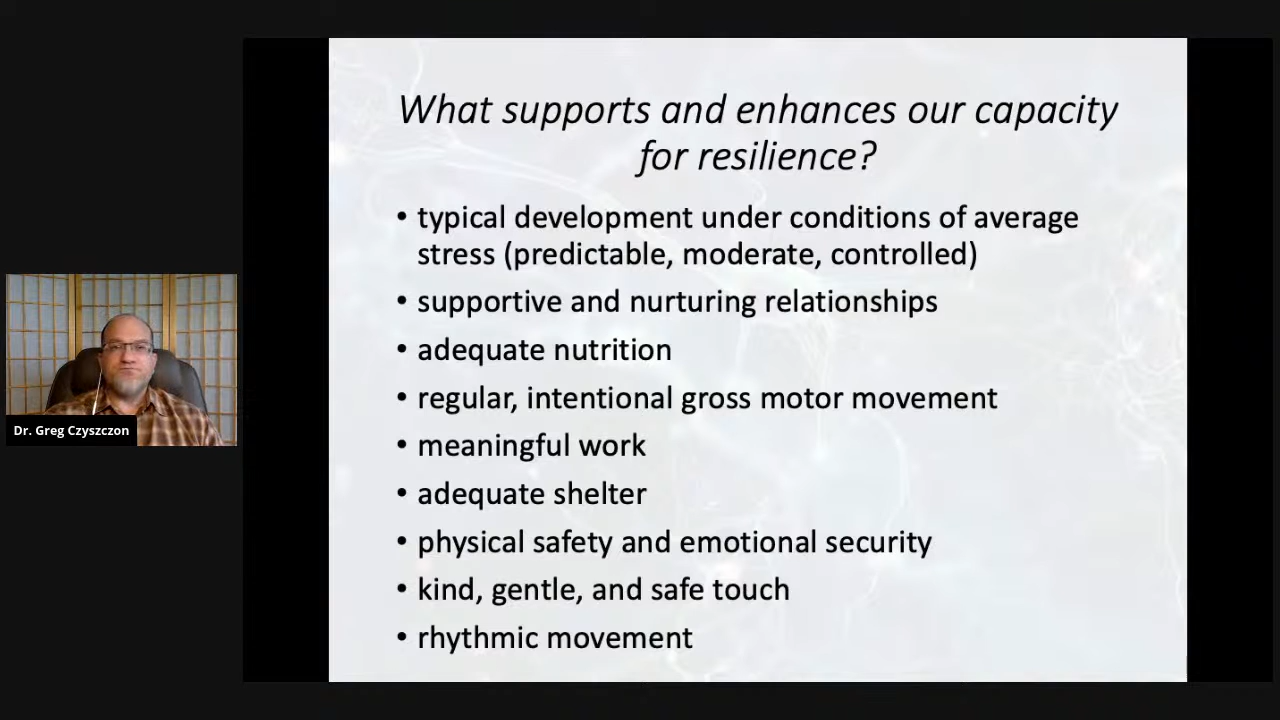 What supports and enhances our capacity
for resilience?
• typical development under conditions of average
stress (predictable, moderate, controlled)
• supportive and nurturing relationships
• adequate nutrition
• regular, intentional gross motor movement
• meaningful work
• adequate shelter
• physical safety and emotional security
• kind, gentle, and safe touch
• rhythmic movement
Dr. Greg Czyszczon